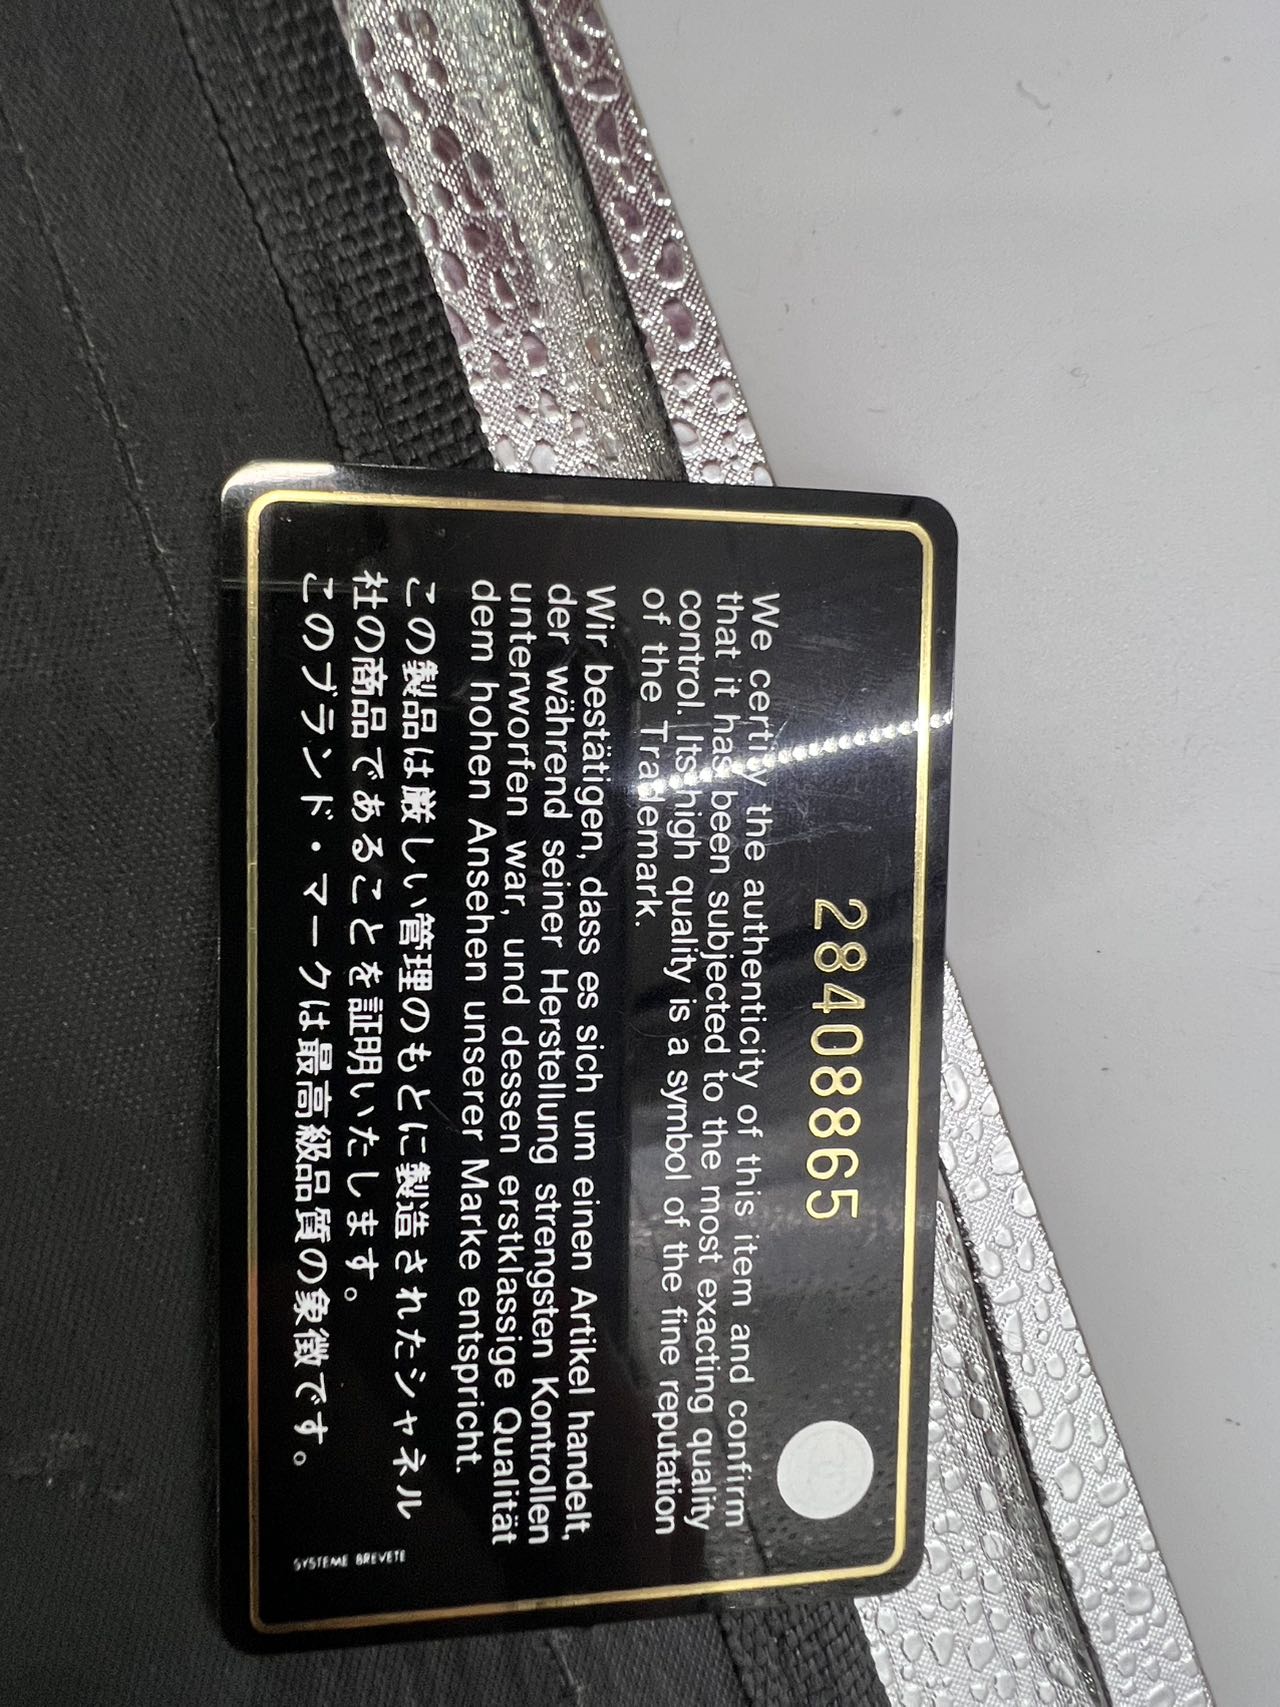 28408865
We certify the authenticity of this item and confirm
that it has been subjected to the most exacting quality
control. Its high quality is a symbol of the fine reputation
of the Trademark.
Wir bestätigen, dass es sich um einen Artikel handelt,
der während seiner Herstellung strengsten Kontrollen
unterworfen war, und dessen erstklassige Qualität
dem hohen Ansehen unserer Marke entspricht.
この製品は厳しい管理のもとに製造されたシャネル
社の商品であることを証明いたします。
このブランド・マークは最高級品質の象徴です。
SYSTEME BREVETE